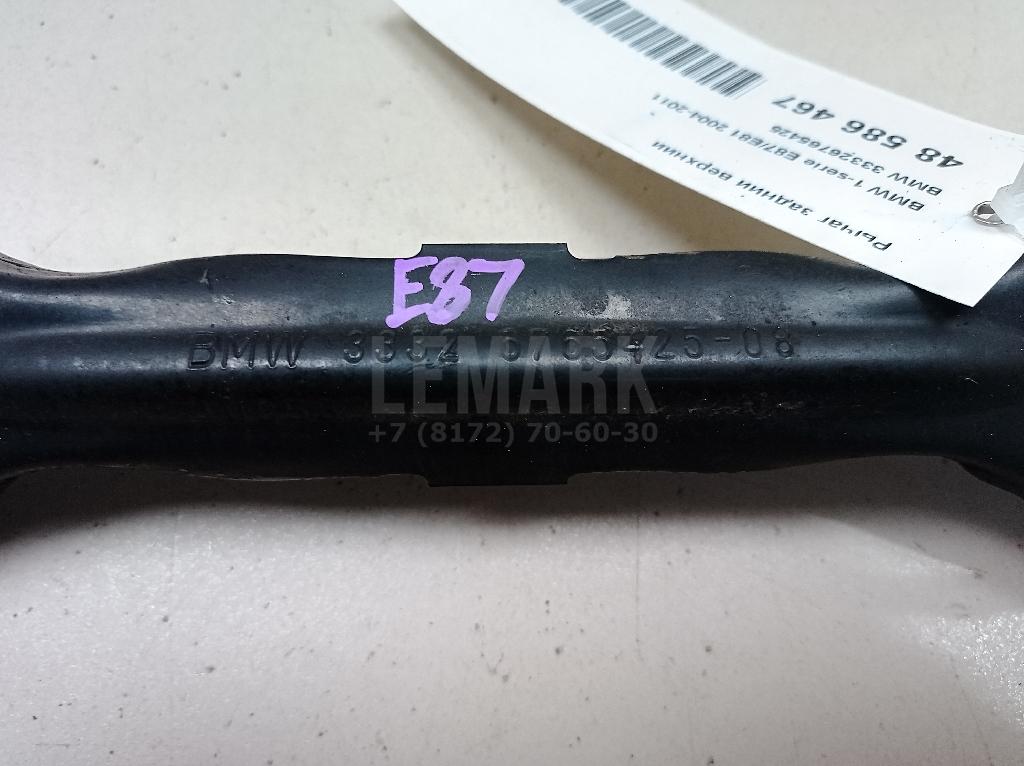 Рычаг задний верхний
BMW 1-serie E87/E81 2004-2011
BMW 33326765425
48 586 467
E87
BMW 3332 6765425-08
LEMARK
+7 (8172) 70-60-30